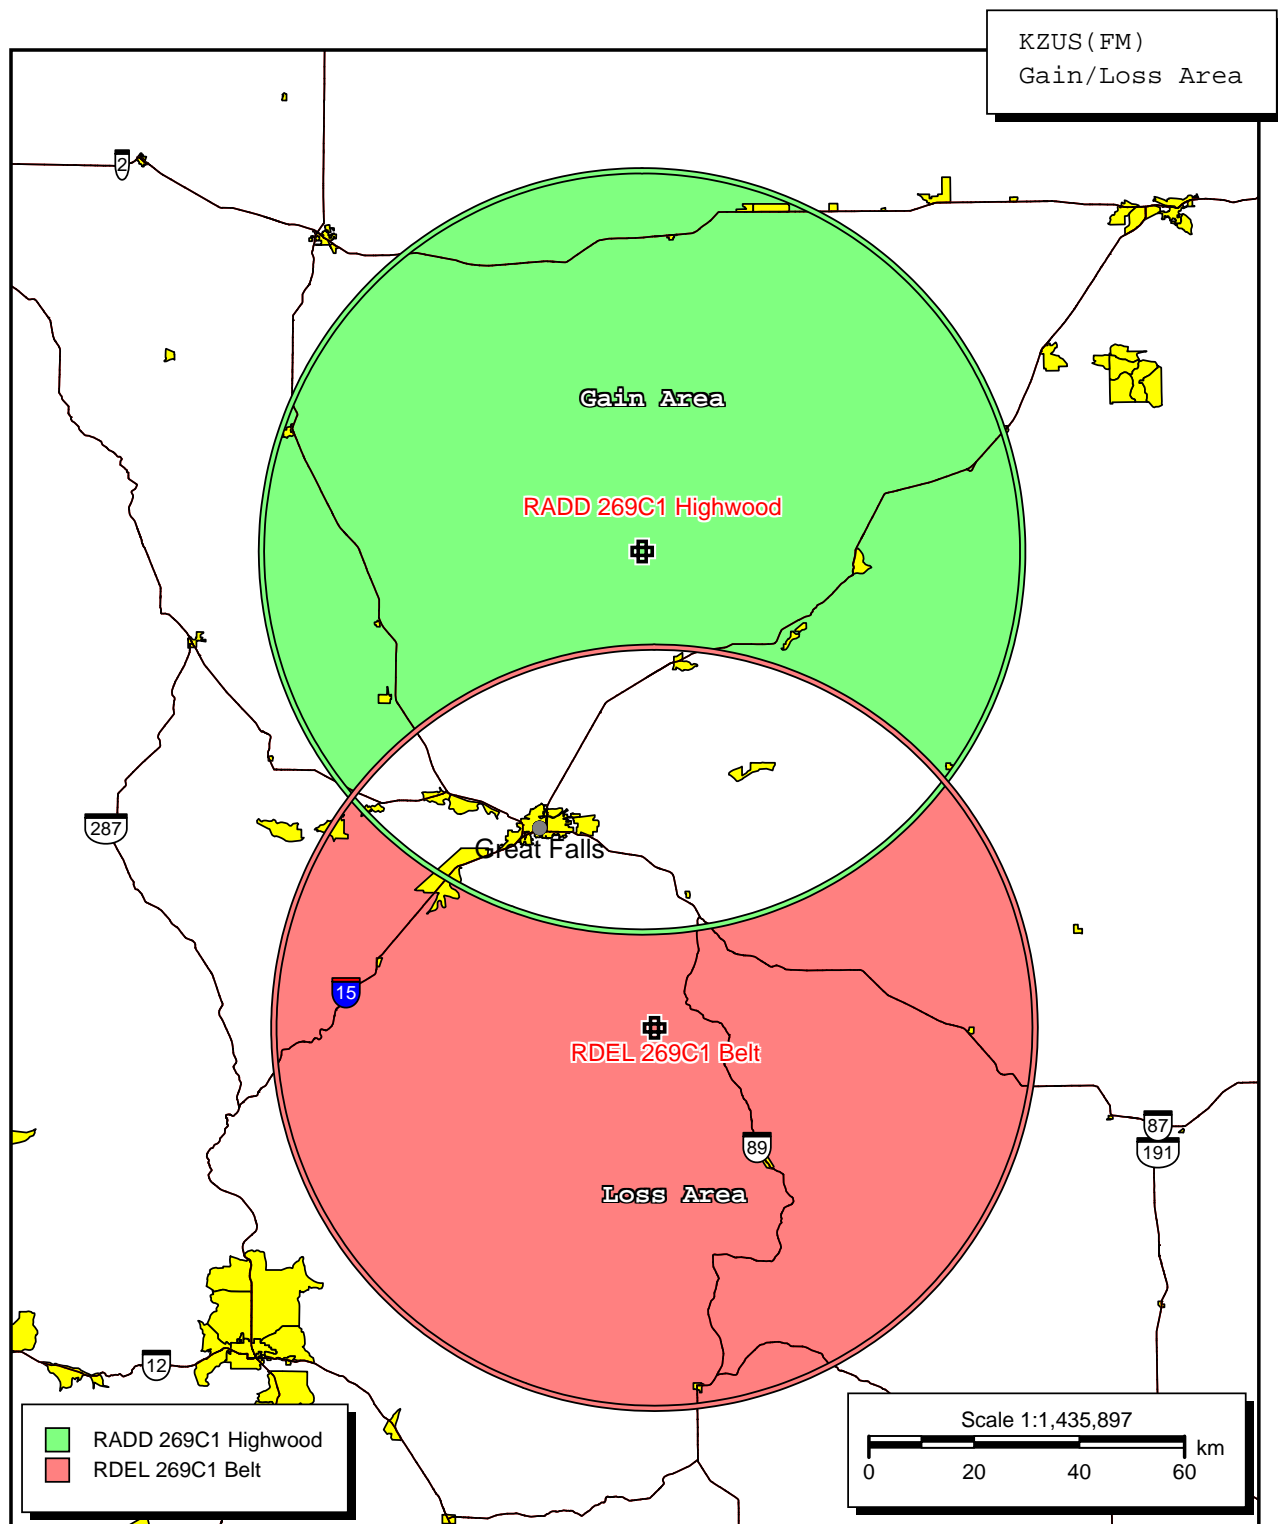 KZUS(FM)
Gain/Loss Area
2
Gain Area
RADD 269C1 Highwood
287
Great Falls
15
RDEL 269C1 Belt
87
191
89
Loss Area
12
RADD 269C1 Highwood
RDEL 269C1 Belt
Scale 1:1,435,897
km
0 20 40 60